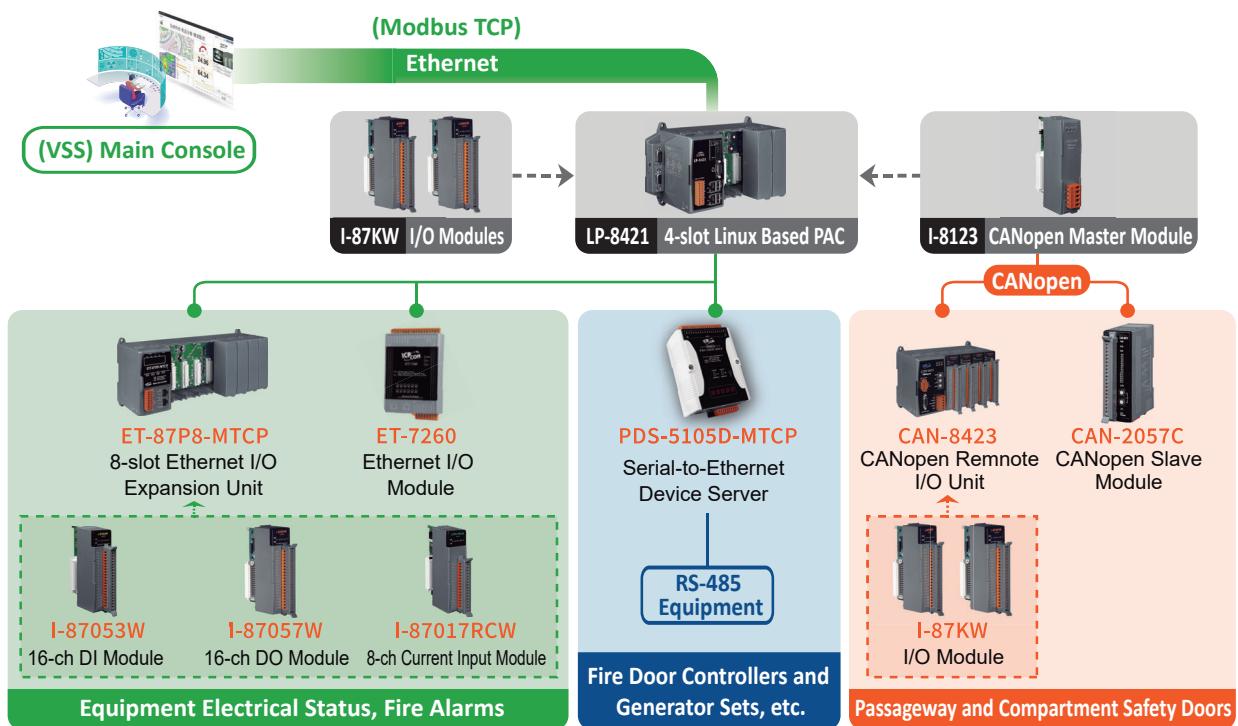 (Modbus TCP)
Ethernet
(VSS) Main Console
I-87KW I/O Modules
LP-8421 4-slot Linux Based PAC
I-8123 CANopen Master Module
CANopen
ET-87P8-MTCP
8-slot Ethernet I/O
Expansion Unit
ET-7260
Ethernet I/O
Module
I-87053W
16-ch DI Module
I-87057W
16-ch DO Module
I-87017RCW
8-ch Current Input Module
Equipment Electrical Status, Fire Alarms
PDS-5105D-MTCP
Serial-to-Ethernet
Device Server
RS-485
Equipment
Fire Door Controllers and
Generator Sets, etc.
CAN-8423
CANopen Remnote
I/O Unit
CAN-2057C
CANopen Slave
Module
I-87KW
I/O Module
Passageway and Compartment Safety Doors